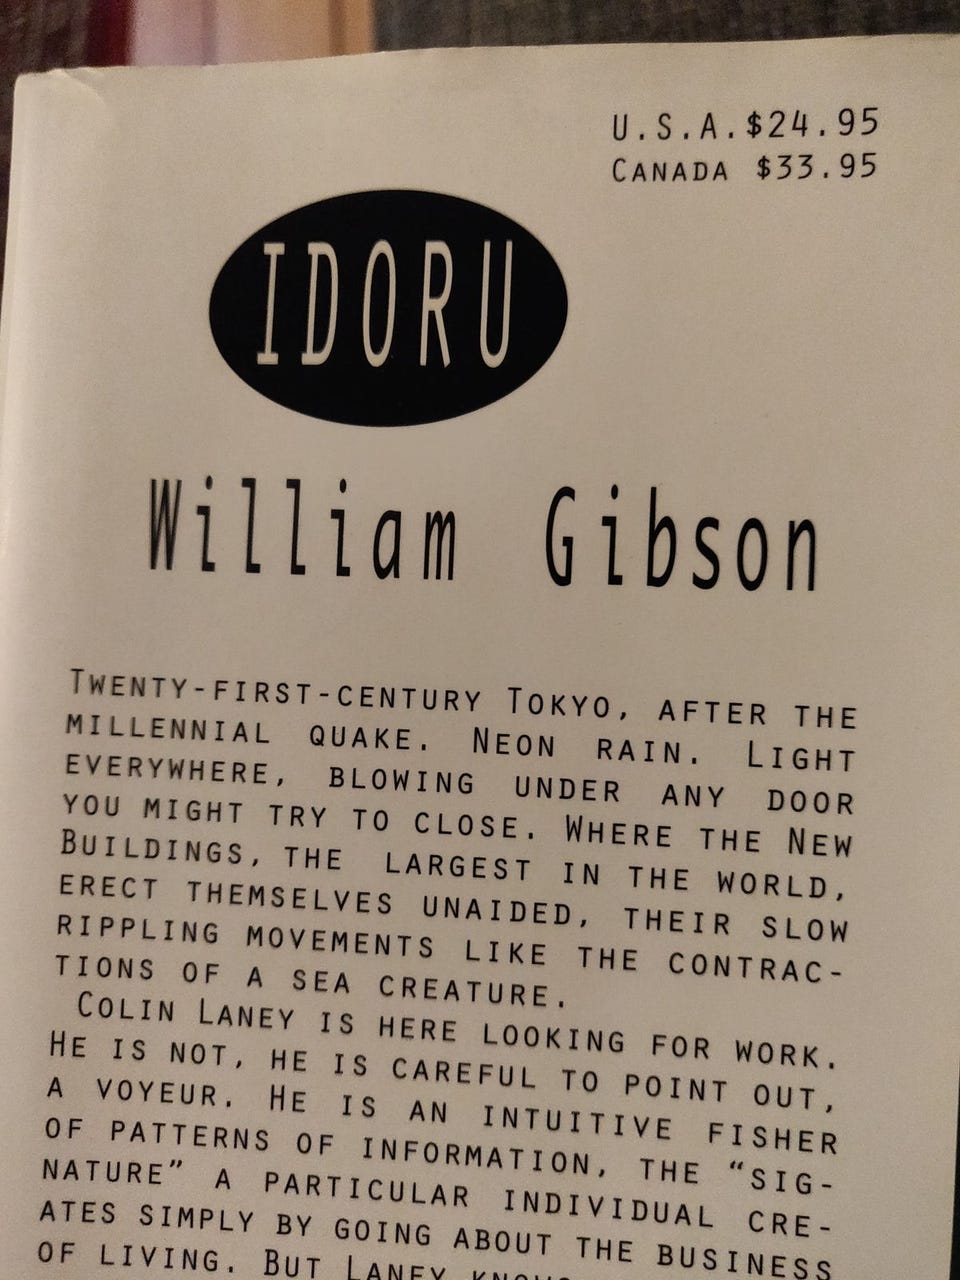 U.S.A.$24.95
CANADA $33.95
IDORU
William Gibson
TWENTY-FIRST-CENTURY TOKYO, AFTER THE
MILLENNIAL QUAKE. NEON RAIN. LIGHT
EVERYWHERE, BLOWING UNDER ANY DOOR
YOU MIGHT TRY TO CLOSE. WHERE THE NEW
BUILDINGS, THE LARGEST IN THE WORLD,
ERECT THEMSELVES UNAIDED, THEIR SLOW
RIPPLING MOVEMENTS LIKE THE CONTRAC-
TIONS OF A SEA CREATURE.
COLIN LANEY IS HERE LOOKING FOR WORK.
HE IS NOT, HE IS CAREFUL TO POINT OUT,
A VOYEUR. HE IS AN INTUITIVE FISHER
OF PATTERNS OF INFORMATION, THE “SIG-
NATURE” A PARTICULAR INDIVIDUAL CRE-
ATES SIMPLY BY GOING ABOUT THE BUSINESS
OF LIVING. BUT LANEY